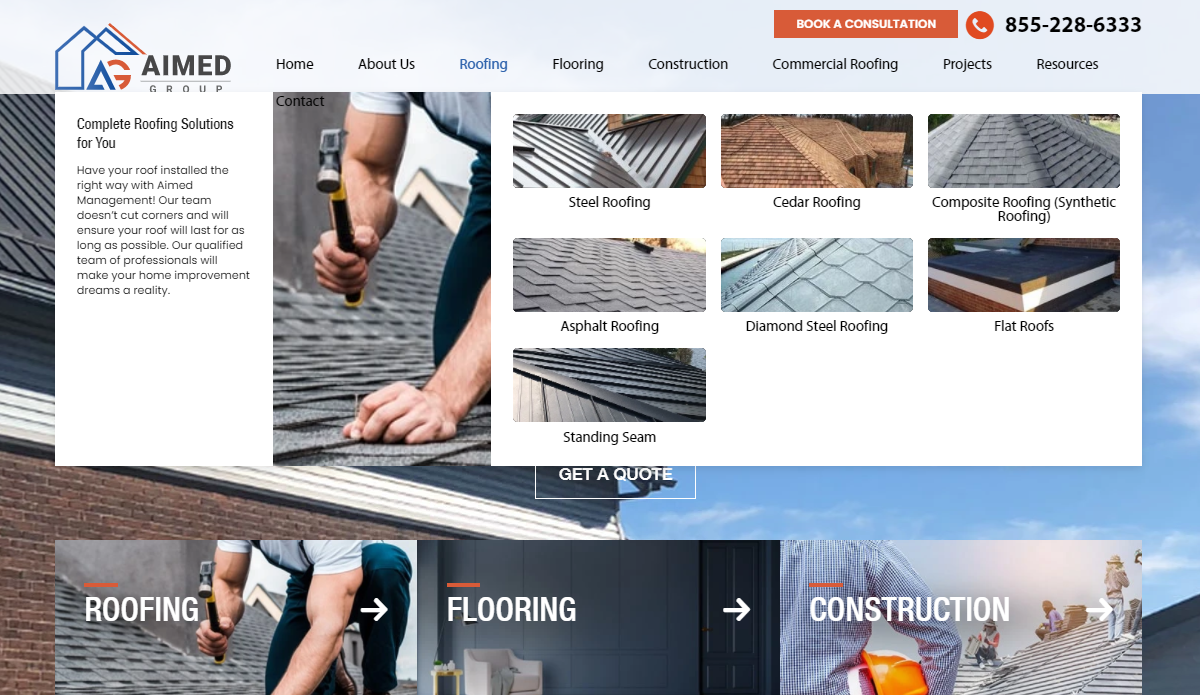 BOOK A CONSULTATION
855-228-6333
AIMED
GROUP
Home
About Us
Roofing
Flooring
Construction
Commercial Roofing
Projects
Resources
Contact
Complete Roofing Solutions
for You
Have your roof installed the
right way with Aimed
Management! Our team
doesn’t cut corners and will
ensure your roof will last for as
long as possible. Our qualified
team of professionals will
make your home improvement
dreams a reality.
Steel Roofing
Cedar Roofing
Composite Roofing (Synthetic
Roofing)
Asphalt Roofing
Diamond Steel Roofing
Flat Roofs
Standing Seam
GET A QUOTE
ROOFING
FLOORING
CONSTRUCTION